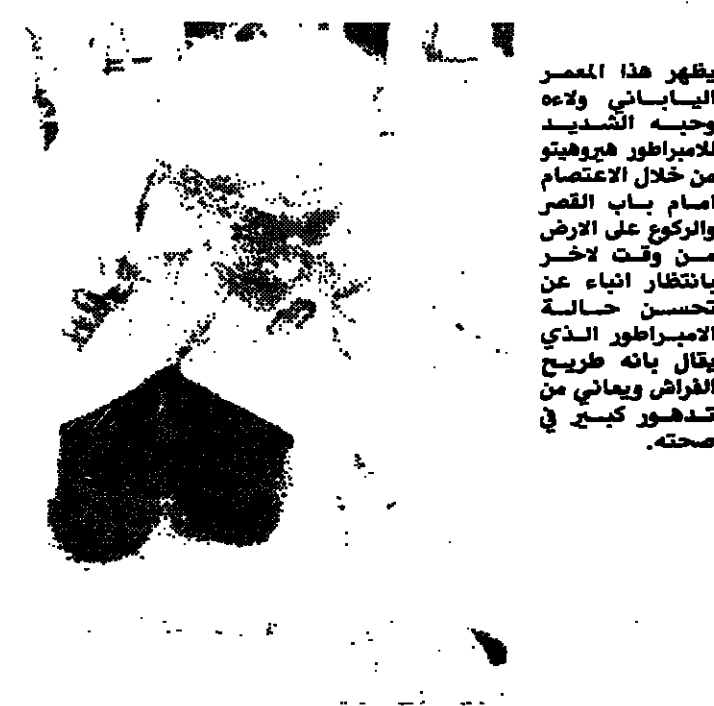 يظهر هذا المعمر
اليابانـي ولاءه
وحبه الشديد
للامبراطور هيروهيتو
من خلال الاعتصام
امام باب القصر
والركوع على الارض
من وقت لاخر
بانتظار انباء عن
تحسن حالة
الامبراطور الذي
يقال بانه طريح
الفراش ويعاني من
تدهور كبير في
صحته.